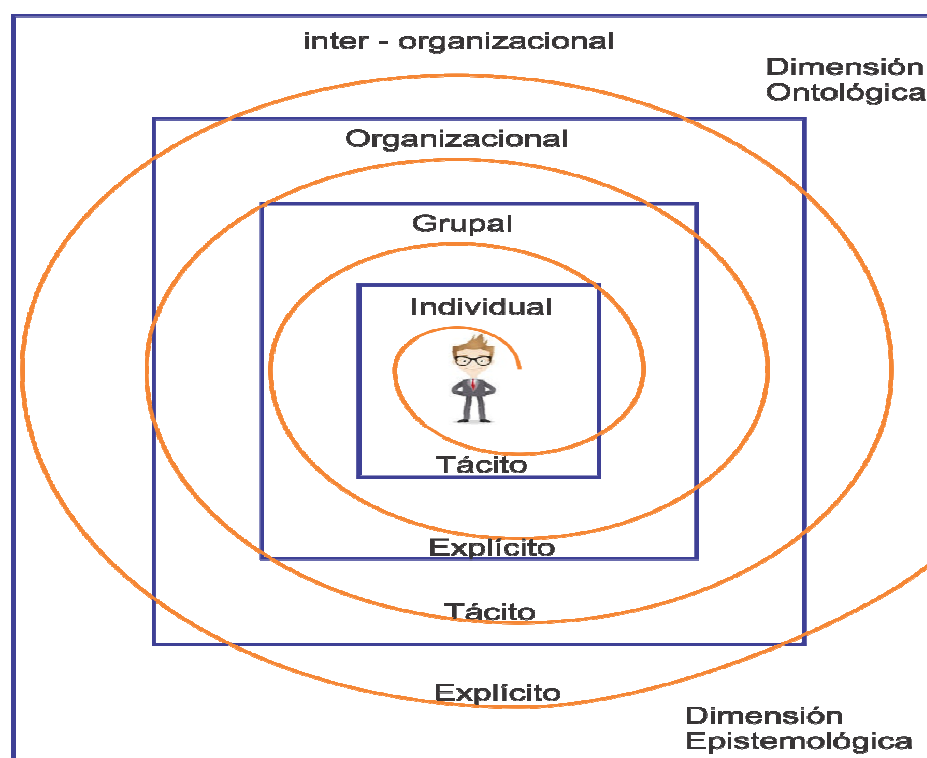 inter - organizacional
Dimensión
Ontológica
Organizacional
Grupal
Individual
Tácito
Explícito
Tácito
Explícito
Dimensión
Epistemológica